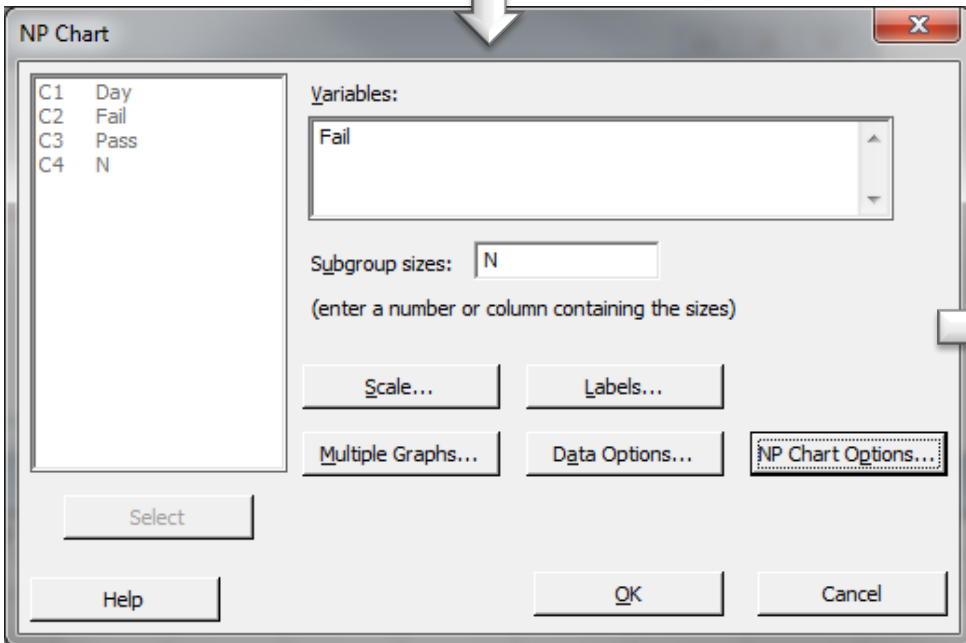 NP Chart
C1 Day
C2 Fail
C3 Pass
C4 N
Variables:
Fail
Subgroup sizes: N
(enter a number or column containing the sizes)
Scale... Labels...
Multiple Graphs... Data Options... NP Chart Options...
Select
Help OK Cancel